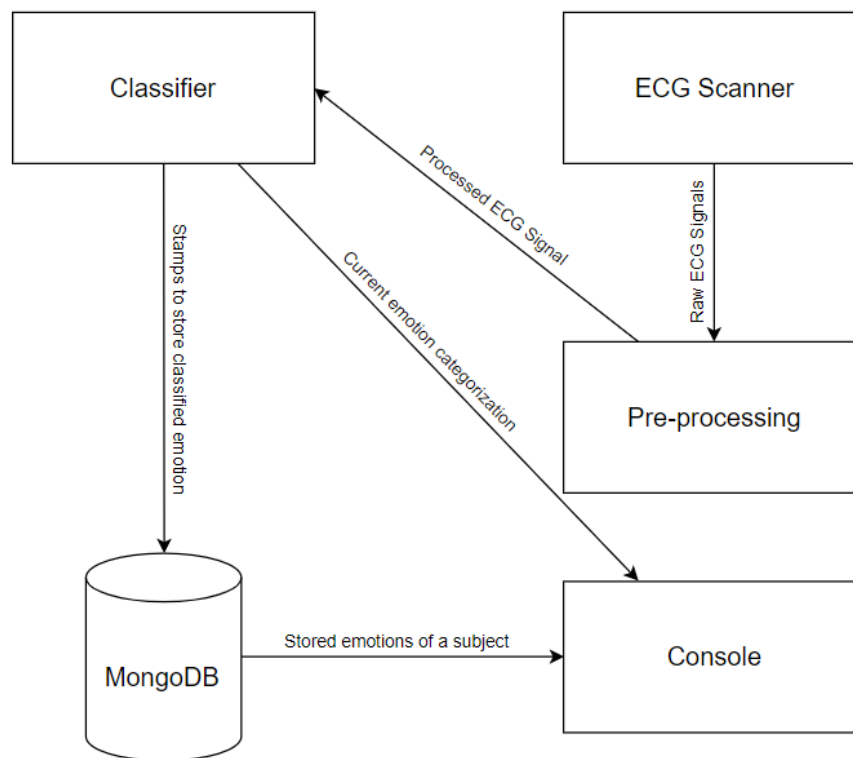 Classifier
ECG Scanner
Processed ECG Signal
Raw ECG Signals
Stamps to store classified emotion
Current emotion categorization
Pre-processing
Stored emotions of a subject
MongoDB
Console